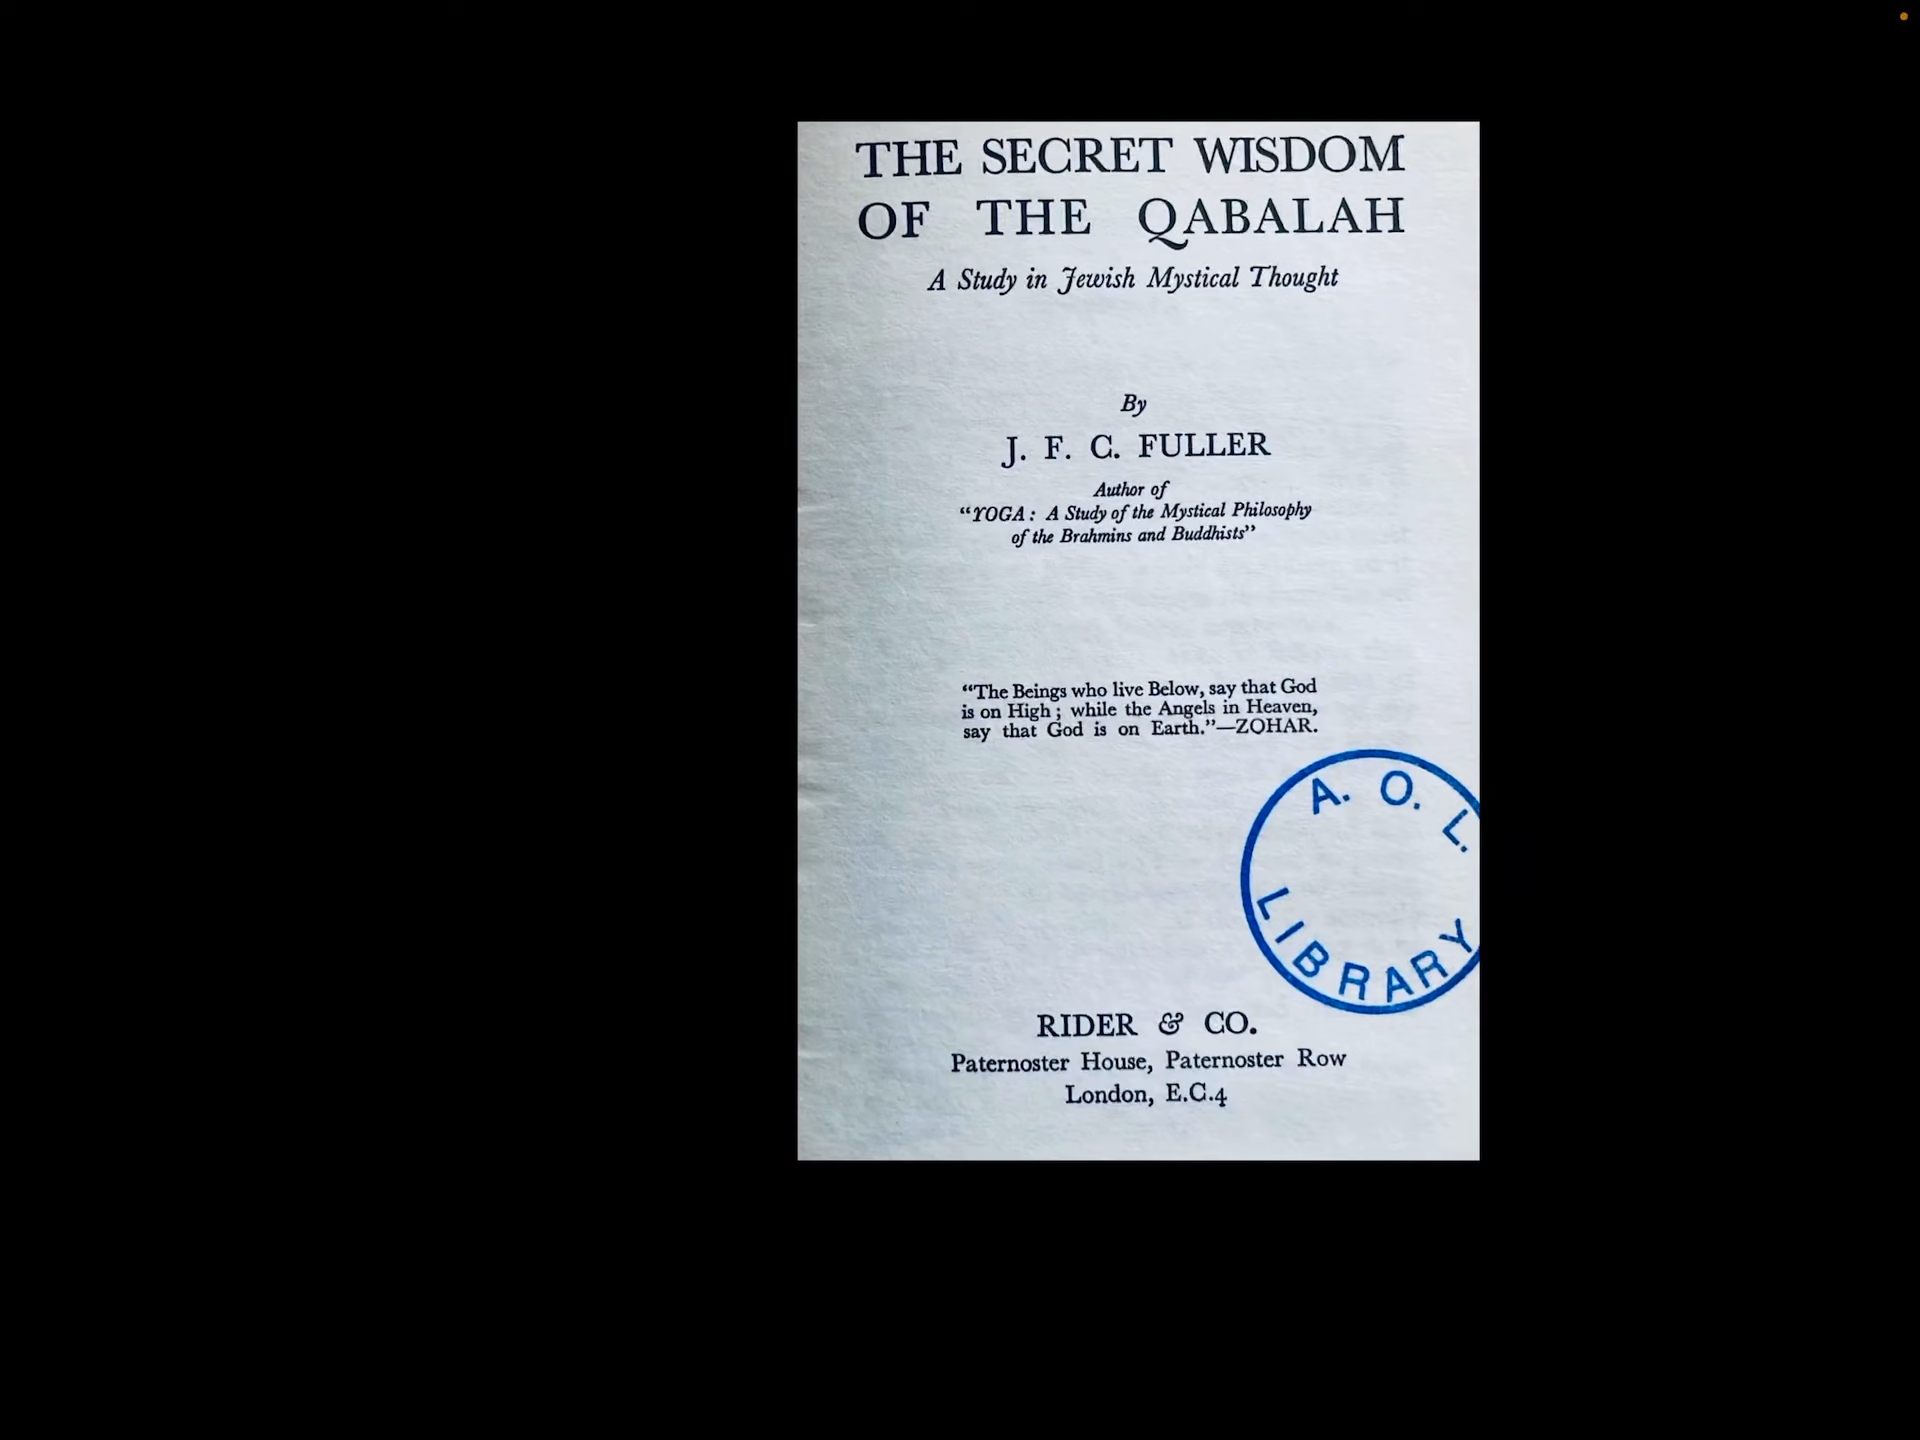 THE SECRET WISDOM
OF THE QABALAH
A Study in Jewish Mystical Thought
By
J. F. C. FULLER
Author of
“YOGA: A Study of the Mystical Philosophy
of the Brahmins and Buddhists”
“The Beings who live Below, say that God
is on High; while the Angels in Heaven,
say that God is on Earth.”—ZOHAR.
A. O. L.
LIBRARY
RIDER & CO.
Paternoster House, Paternoster Row
London, E.C.4